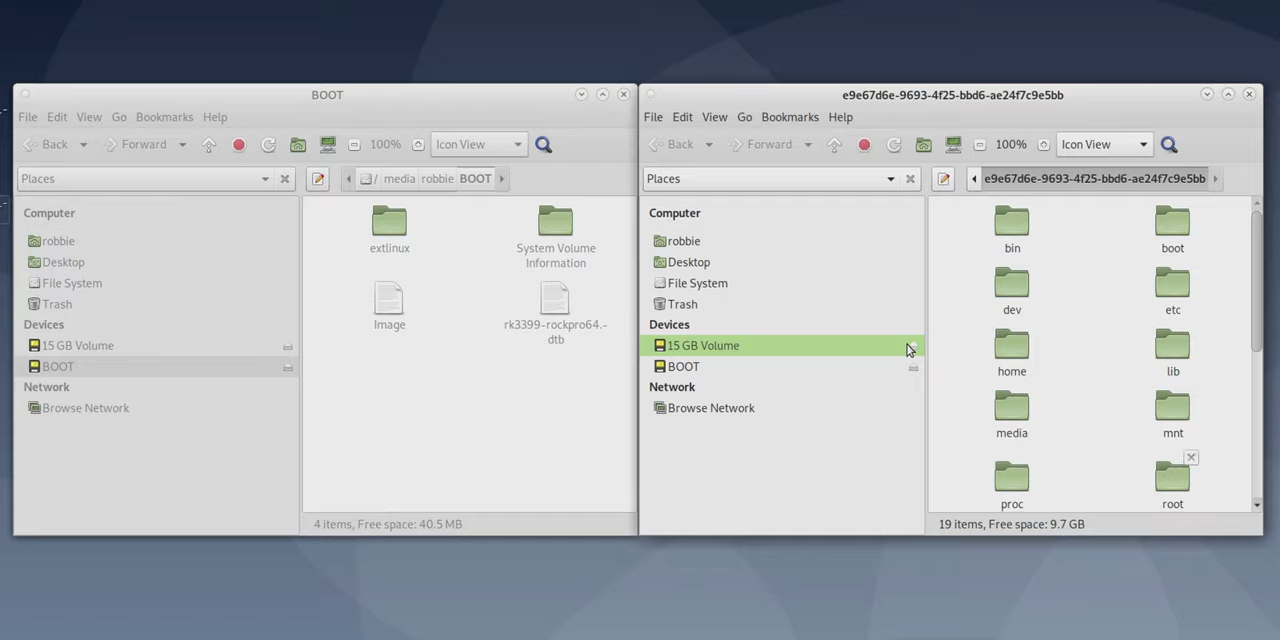 BOOT
File Edit View Go Bookmarks Help
Back Forward 100% Icon View
Places / media robbie BOOT
Computer
robbie
Desktop
File System
Trash
Devices
15 GB Volume
BOOT
Network
Browse Network
extlinux
System Volume
Information
Image
rk3399-rockpro64.-
dtb
4 items, Free space: 40.5 MB
e9e67d6e-9693-4f25-bbd6-ae24f7c9e5bb
File Edit View Go Bookmarks Help
Back Forward 100% Icon View
Places e9e67d6e-9693-4f25-bbd6-ae24f7c9e5bb
Computer
robbie
Desktop
File System
Trash
Devices
15 GB Volume
BOOT
Network
Browse Network
bin boot
dev etc
home lib
media mnt
proc root
19 items, Free space: 9.7 GB